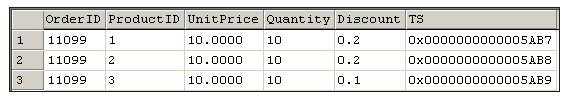 OrderID ProductID UnitPrice Quantity Discount TS
1 11099 1 10.0000 10 0.2 0x0000000000005AB7
2 11099 2 10.0000 10 0.2 0x0000000000005AB8
3 11099 3 10.0000 10 0.1 0x0000000000005AB9